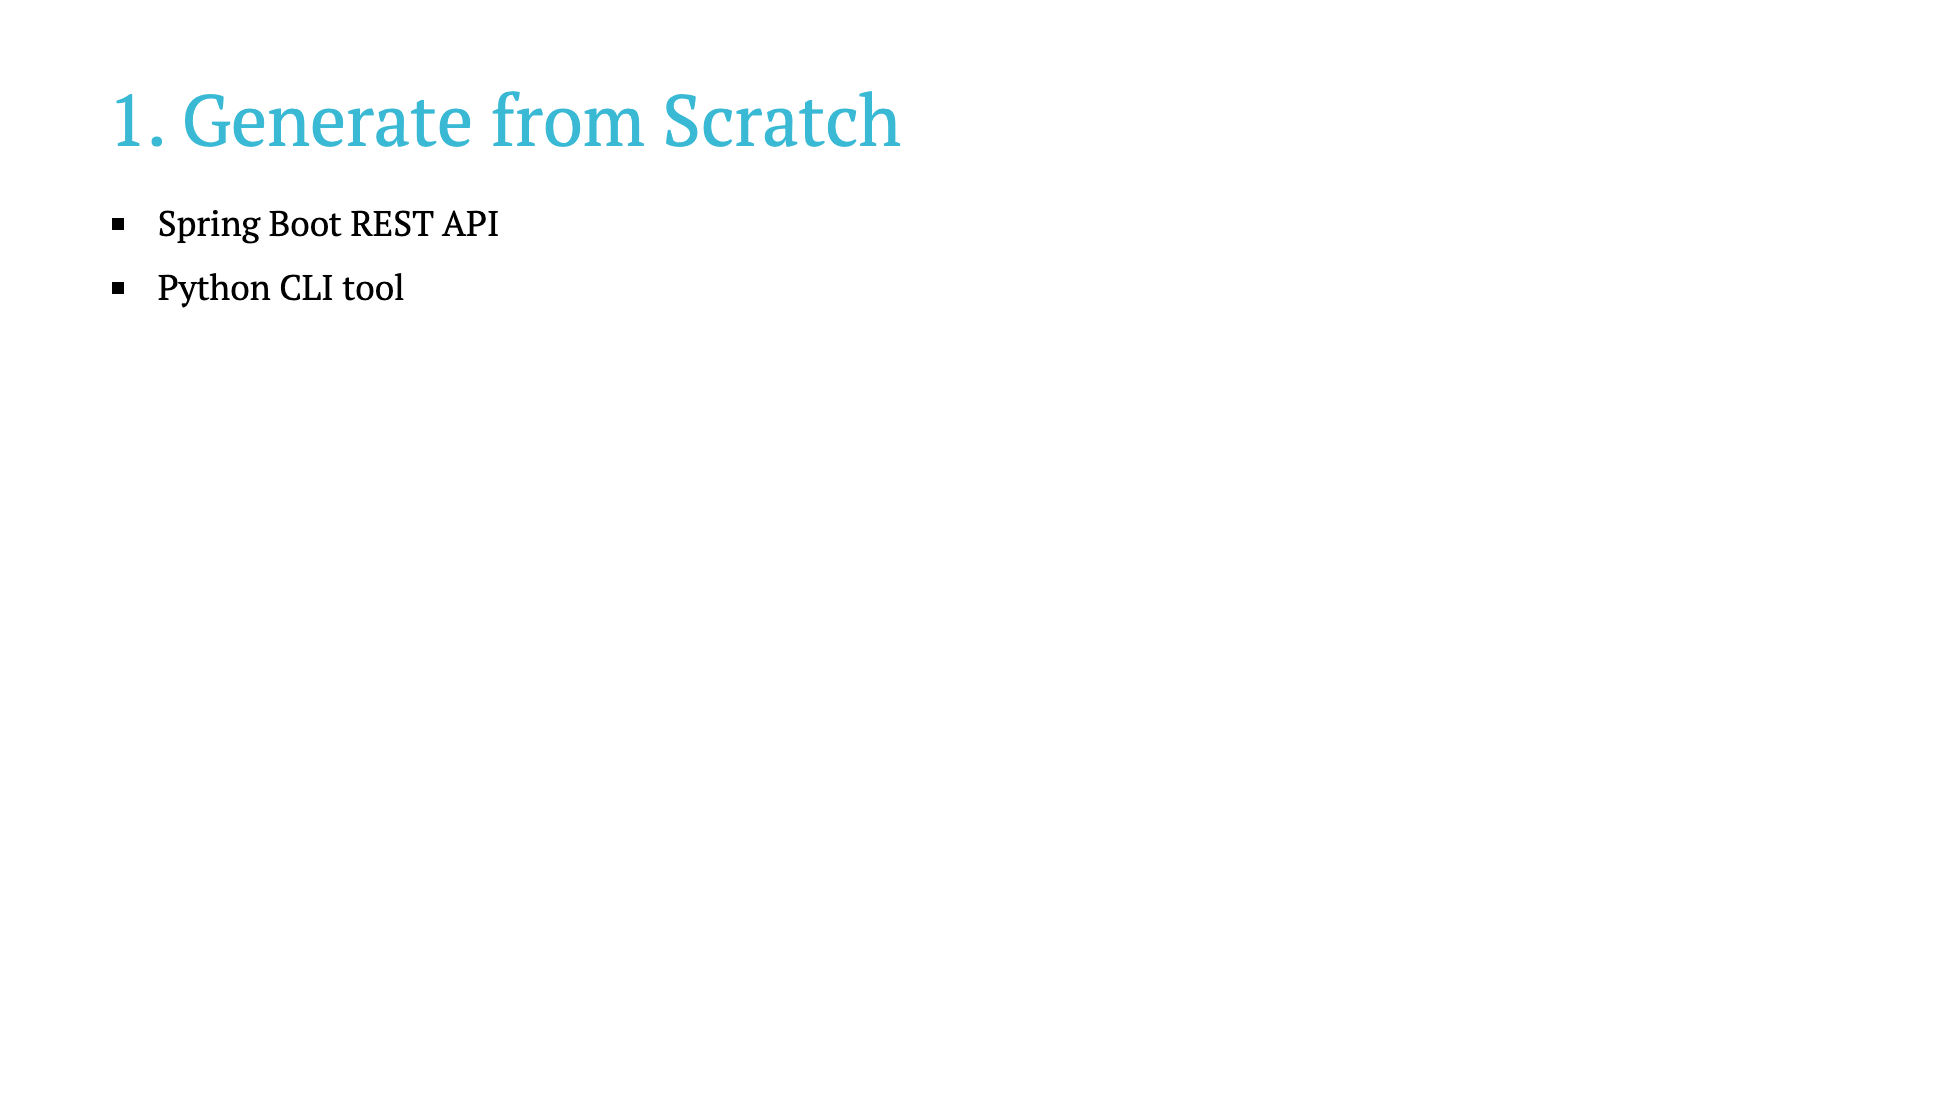 1. Generate from Scratch
▪ Spring Boot REST API
▪ Python CLI tool